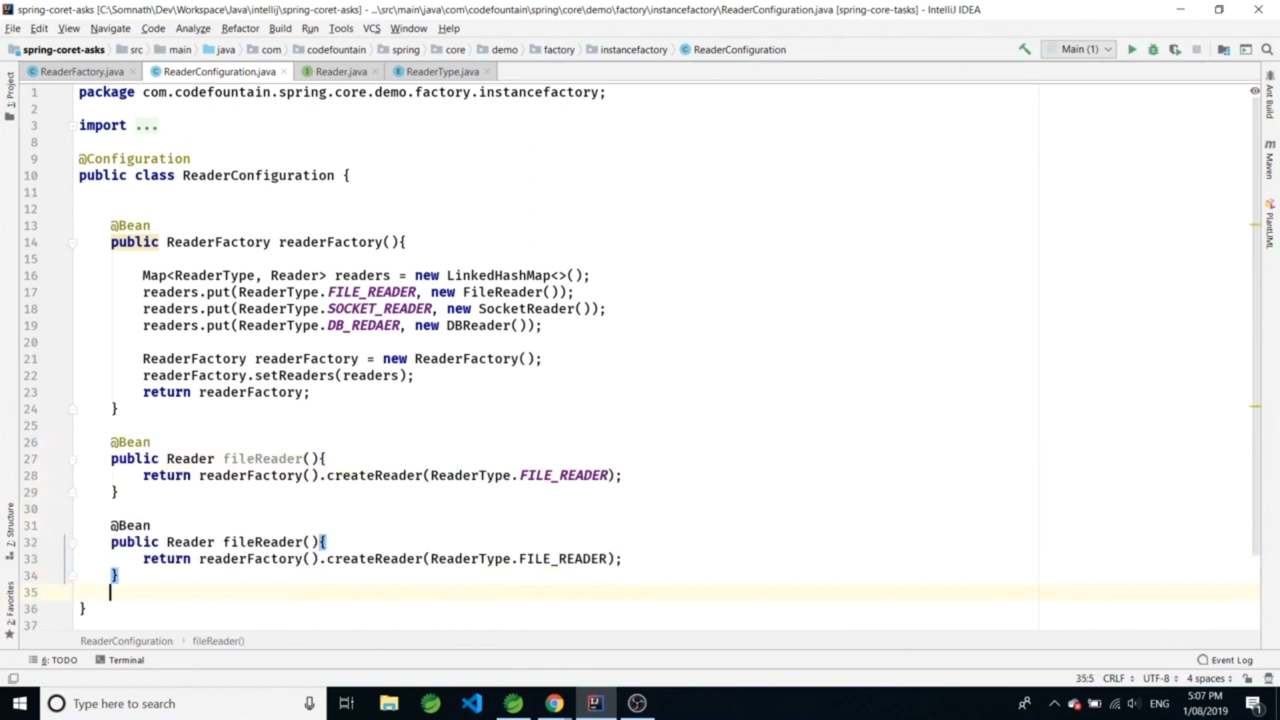 spring-coret-asks [C:\Somnath\Dev\Workspace\Java\intellij\spring-coret-asks] - ...\src\main\java\com\codefountain\spring\core\demo\factory\instancefactory\ReaderConfiguration.java [spring-core-tasks] - IntelliJ IDEA
File Edit View Navigate Code Analyze Refactor Build Run Tools VCS Window Help
spring-coret-asks src main java com codefountain spring core demo factory instancefactory ReaderConfiguration Main (1)
ReaderFactory.java ReaderConfiguration.java Reader.java ReaderType.java
1: Project
Ant Build
Maven
PlantUML
1 package com.codefountain.spring.core.demo.factory.instancefactory;
2
3 import ...
8
9 @Configuration
10 public class ReaderConfiguration {
11
12
13 @Bean
14 public ReaderFactory readerFactory(){
15
16 Map<ReaderType, Reader> readers = new LinkedHashMap<>();
17 readers.put(ReaderType.FILE_READER, new FileReader());
18 readers.put(ReaderType.SOCKET_READER, new SocketReader());
19 readers.put(ReaderType.DB_REDAER, new DBReader());
20
21 ReaderFactory readerFactory = new ReaderFactory();
22 readerFactory.setReaders(readers);
23 return readerFactory;
24 }
25
26 @Bean
27 public Reader fileReader(){
28 return readerFactory().createReader(ReaderType.FILE_READER);
29 }
30
31 @Bean
32 public Reader fileReader(){
33 return readerFactory().createReader(ReaderType.FILE_READER);
34 }
35
36 }
37
Z: Structure
2: Favorites
ReaderConfiguration › fileReader()
6: TODO Terminal Event Log
35:5 CRLF UTF-8 4 spaces
Type here to search ENG 5:07 PM
1/08/2019
1